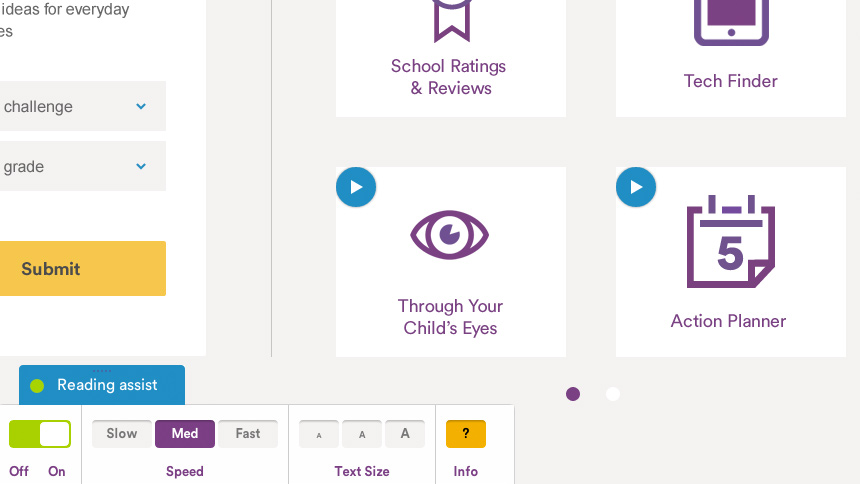 ideas for everyday
es
challenge
grade
Submit
School Ratings
& Reviews
Tech Finder
Through Your
Child's Eyes
5
Action Planner
Reading assist
Off On
Slow Med Fast
Speed
A A A
Text Size
?
Info